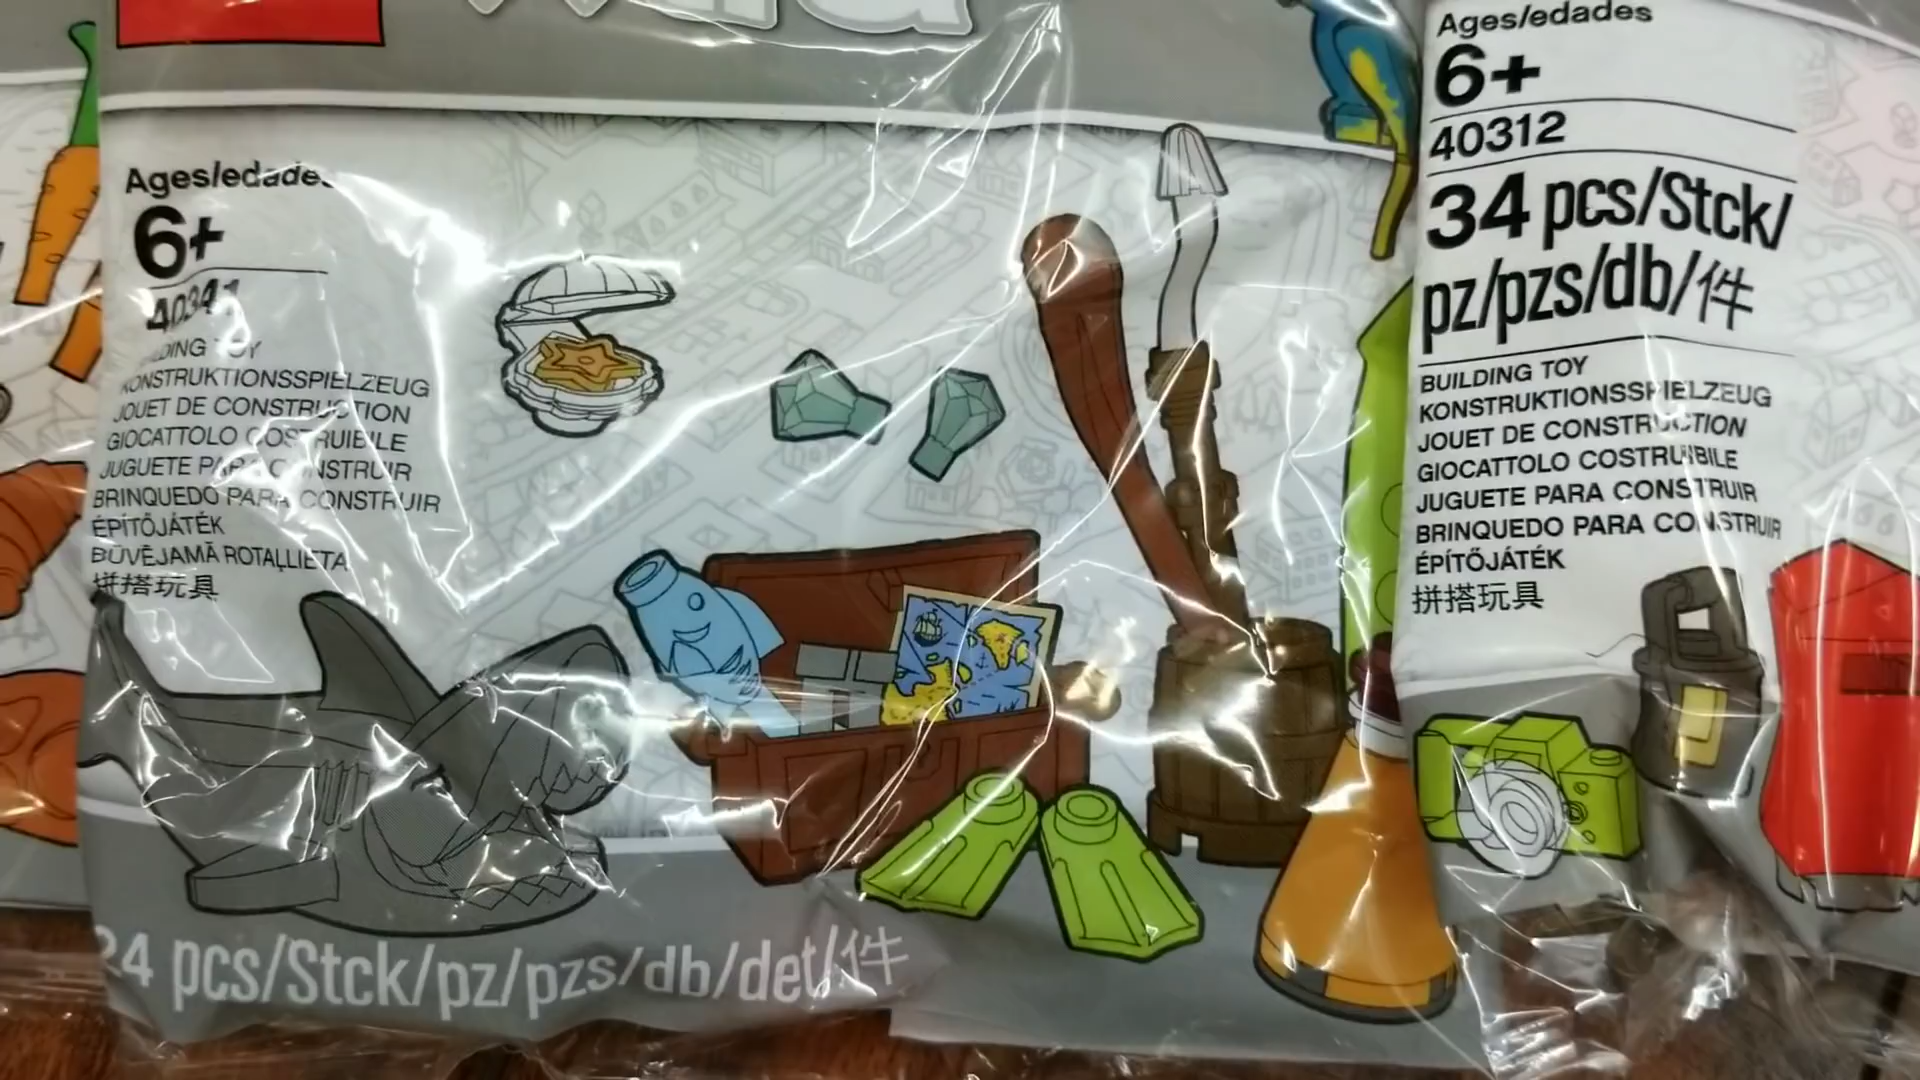 Ages/edades
6+
40341
BUILDING TOY
KONSTRUKTIONSSPIELZEUG
JOUET DE CONSTRUCTION
GIOCATTOLO COSTRUIBILE
JUGUETE PARA CONSTRUIR
BRINQUEDO PARA CONSTRUIR
ÉPÍTŐJÁTÉK
BŪVĒJAMĀ ROTAĻLIETA
拼搭玩具
24 pcs/Stck/pz/pzs/db/det/件
Ages/edades
6+
40312
34 pcs/Stck/
pz/pzs/db/件
BUILDING TOY
KONSTRUKTIONSSPIELZEUG
JOUET DE CONSTRUCTION
GIOCATTOLO COSTRUIBILE
JUGUETE PARA CONSTRUIR
BRINQUEDO PARA CONSTRUIR
ÉPÍTŐJÁTÉK
拼搭玩具